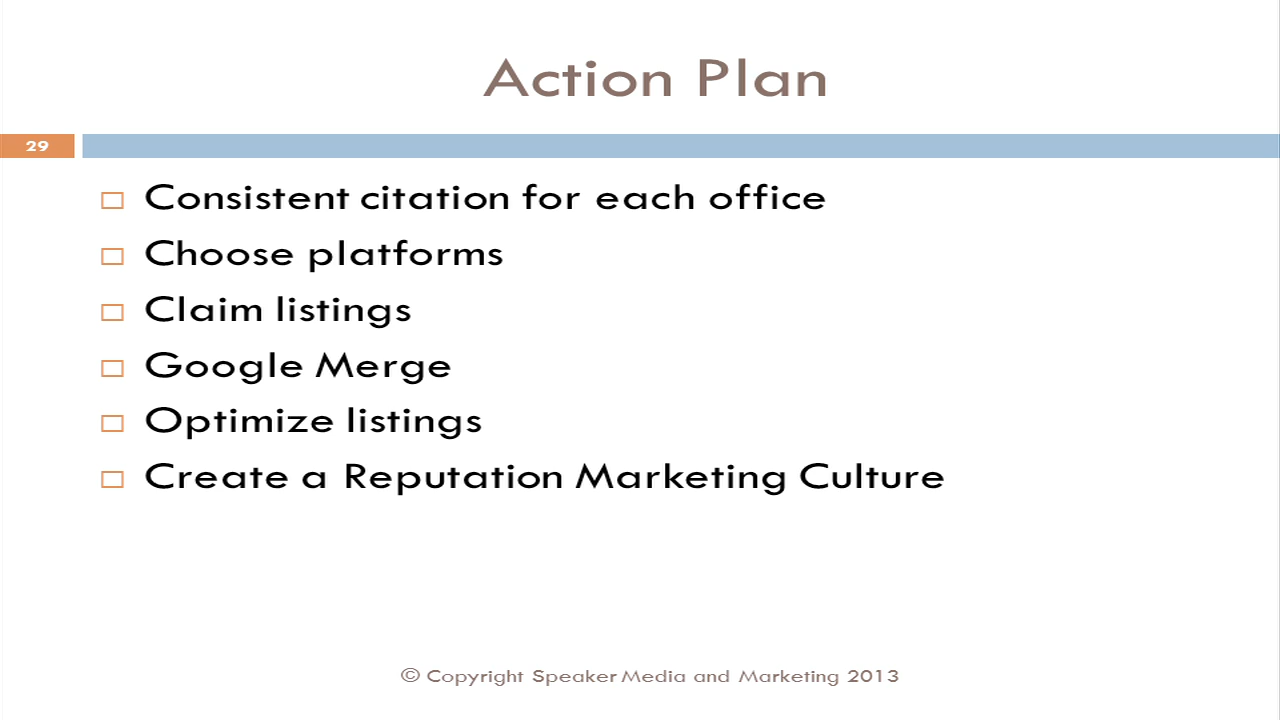 Action Plan
29
Consistent citation for each office
Choose platforms
Claim listings
Google Merge
Optimize listings
Create a Reputation Marketing Culture
© Copyright Speaker Media and Marketing 2013